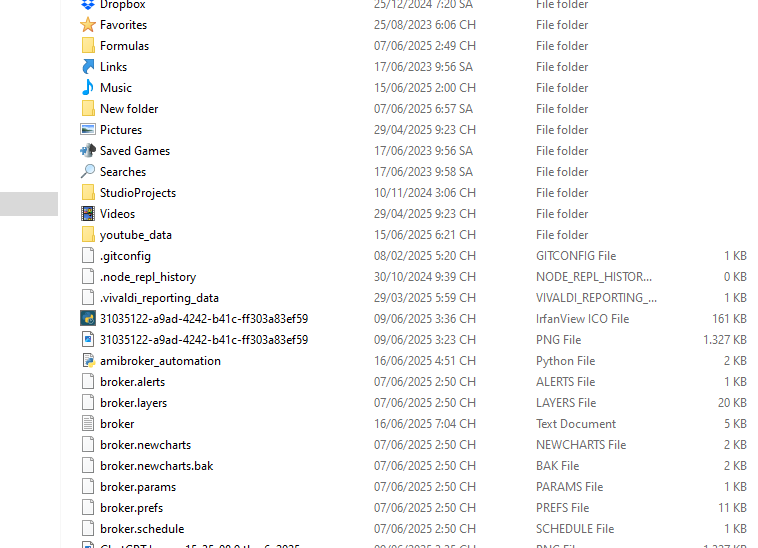 Dropbox 25/12/2024 7:20 SA File folder
Favorites 25/08/2023 6:06 CH File folder
Formulas 07/06/2025 2:49 CH File folder
Links 17/06/2023 9:56 SA File folder
Music 15/06/2025 2:00 CH File folder
New folder 07/06/2025 6:57 SA File folder
Pictures 29/04/2025 9:23 CH File folder
Saved Games 17/06/2023 9:56 SA File folder
Searches 17/06/2023 9:58 SA File folder
StudioProjects 10/11/2024 3:06 CH File folder
Videos 29/04/2025 9:23 CH File folder
youtube_data 15/06/2025 6:21 CH File folder
.gitconfig 08/02/2025 5:20 CH GITCONFIG File 1 KB
.node_repl_history 30/10/2024 9:39 CH NODE_REPL_HISTOR... 0 KB
.vivaldi_reporting_data 29/03/2025 5:59 CH VIVALDI_REPORTING_... 1 KB
31035122-a9ad-4242-b41c-ff303a83ef59 09/06/2025 3:36 CH IrfanView ICO File 161 KB
31035122-a9ad-4242-b41c-ff303a83ef59 09/06/2025 3:23 CH PNG File 1.327 KB
amibroker_automation 16/06/2025 4:51 CH Python File 2 KB
broker.alerts 07/06/2025 2:50 CH ALERTS File 1 KB
broker.layers 07/06/2025 2:50 CH LAYERS File 20 KB
broker 16/06/2025 7:04 CH Text Document 5 KB
broker.newcharts 07/06/2025 2:50 CH NEWCHARTS File 2 KB
broker.newcharts.bak 07/06/2025 2:50 CH BAK File 2 KB
broker.params 07/06/2025 2:50 CH PARAMS File 1 KB
broker.prefs 07/06/2025 2:50 CH PREFS File 11 KB
broker.schedule 07/06/2025 2:50 CH SCHEDULE File 1 KB